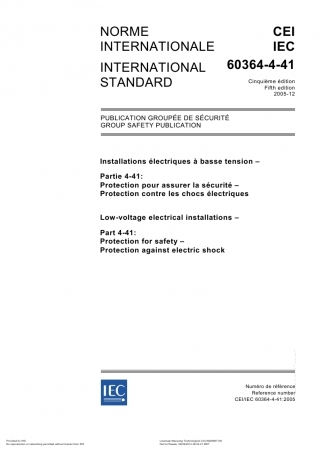 NORME
INTERNATIONALE
INTERNATIONAL
STANDARD
CEI
IEC
60364-4-41
Cinquième édition
Fifth edition
2005-12
PUBLICATION GROUPÉE DE SÉCURITÉ
GROUP SAFETY PUBLICATION
Installations électriques à basse tension –
Partie 4-41:
Protection pour assurer la sécurité –
Protection contre les chocs électriques
Low-voltage electrical installations –
Part 4-41:
Protection for safety –
Protection against electric shock
IEC
Numéro de référence
Reference number
CEI/IEC 60364-4-41:2005